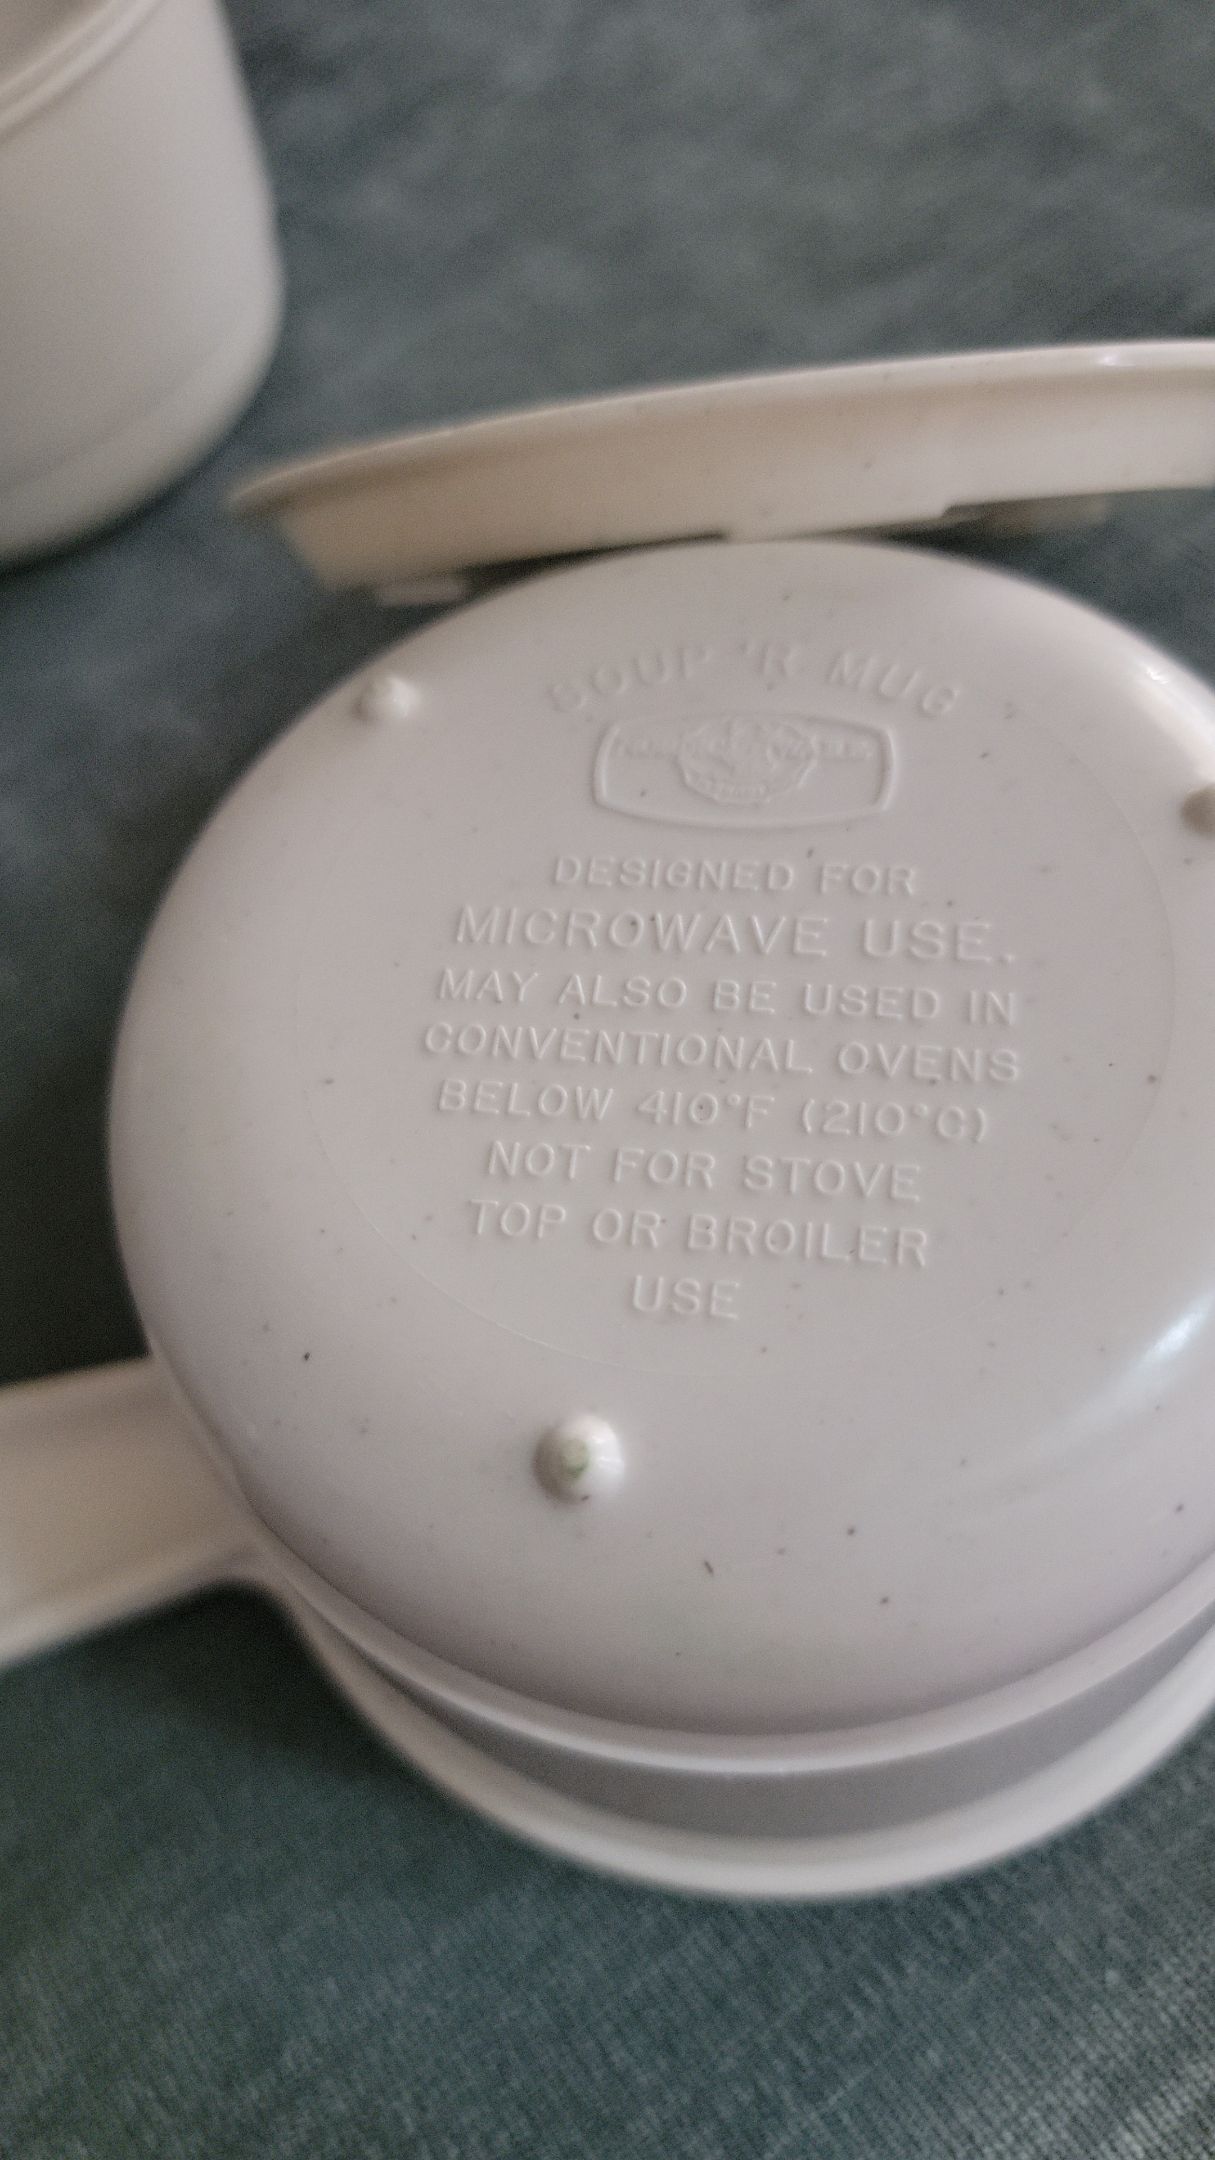 SOUP 'R MUG
DESIGNED FOR
MICROWAVE USE.
MAY ALSO BE USED IN
CONVENTIONAL OVENS
BELOW 410°F (210°C)
NOT FOR STOVE
TOP OR BROILER
USE